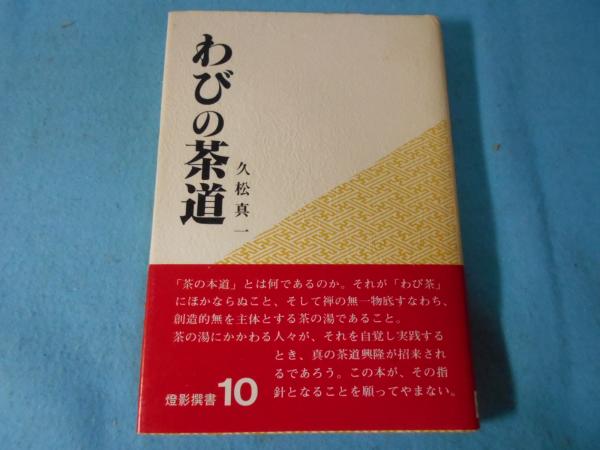 わびの茶道
久松真一
「茶の本道」とは何であるのか。それが「わび茶」
にほかならぬこと、そして禅の無一物底すなわち、
創造的無を主体とする茶の湯であること。
茶の湯にかかわる人々が、それを自覚し実践する
とき、真の茶道興隆が招来され
るであろう。この本が、その指
針となることを願ってやまない。
燈影撰書10